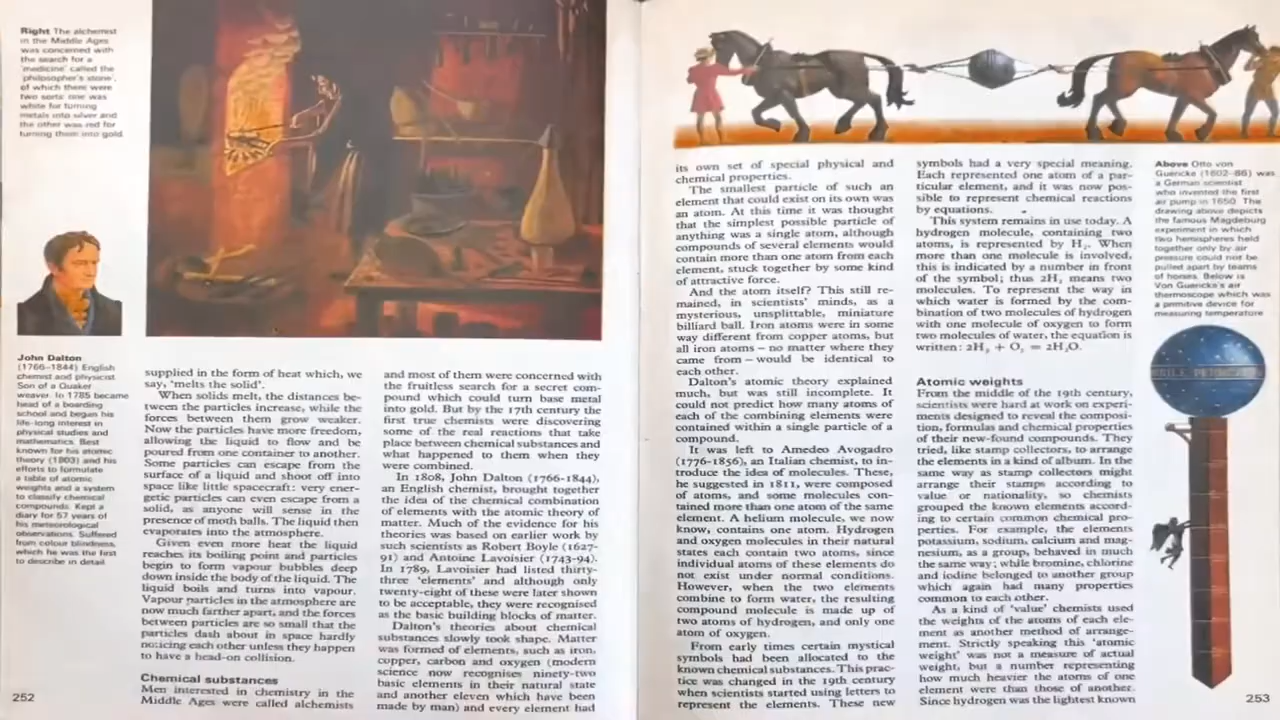 Right The alchemist
in the Middle Ages
was concerned with
the search for a
'medicine' called the
'philosopher's stone',
of which there were
two sorts: one was
white for turning
metals into silver and
the other was red for
turning them into gold.
John Dalton
(1766-1844) English
chemist and physicist.
Son of a Quaker
weaver. In 1785 became
head of a boarding
school and began his
life-long interest in
physical studies and
mathematics. Best
known for his atomic
theory (1803) and his
efforts to formulate
a table of atomic
weights and a system
to classify chemical
compounds. Kept a
diary for 57 years of
his meteorological
observations. Suffered
from colour blindness,
which he was the first
to describe in detail.
252
supplied in the form of heat which, we
say, 'melts the solid'.
When solids melt, the distances be-
tween the particles increase, while the
forces between them grow weaker.
Now the particles have more freedom,
allowing the liquid to flow and be
poured from one container to another.
Some particles can escape from the
surface of a liquid and shoot off into
space like little spacecraft: very ener-
getic particles can even escape from a
solid, as anyone will sense in the
presence of moth balls. The liquid then
evaporates into the atmosphere.
Given even more heat the liquid
reaches its boiling point and particles
begin to form vapour bubbles deep
down inside the body of the liquid. The
liquid boils and turns into vapour.
Vapour particles in the atmosphere are
now much farther apart, and the forces
between particles are so small that the
particles dash about in space hardly
noticing each other unless they happen
to have a head-on collision.
Chemical substances
Men interested in chemistry in the
Middle Ages were called alchemists
and most of them were concerned with
the fruitless search for a secret com-
pound which could turn base metal
into gold. But by the 17th century the
first true chemists were discovering
some of the real reactions that take
place between chemical substances and
what happened to them when they
were combined.
In 1808, John Dalton (1766-1844),
an English chemist, brought together
the idea of the chemical combination
of elements with the atomic theory of
matter. Much of the evidence for his
theories was based on earlier work by
such scientists as Robert Boyle (1627-
91) and Antoine Lavoisier (1743-94).
In 1789, Lavoisier had listed thirty-
three 'elements' and although only
twenty-eight of these were later shown
to be acceptable, they were recognised
as the basic building blocks of matter.
Dalton's theories about chemical
substances slowly took shape. Matter
was formed of elements, such as iron,
copper, carbon and oxygen (modern
science now recognises ninety-two
basic elements in their natural state
and another eleven which have been
made by man) and every element had
its own set of special physical and
chemical properties.
The smallest particle of such an
element that could exist on its own was
an atom. At this time it was thought
that the simplest possible particle of
anything was a single atom, although
compounds of several elements would
contain more than one atom from each
element, stuck together by some kind
of attractive force.
And the atom itself? This still re-
mained, in scientists' minds, as a
mysterious, unsplittable, miniature
billiard ball. Iron atoms were in some
way different from copper atoms, but
all iron atoms – no matter where they
came from – would be identical to
each other.
Dalton's atomic theory explained
much, but was still incomplete. It
could not predict how many atoms of
each of the combining elements were
contained within a single particle of a
compound.
It was left to Amedeo Avogadro
(1776-1856), an Italian chemist, to in-
troduce the idea of molecules. These,
he suggested in 1811, were composed
of atoms, and some molecules con-
tained more than one atom of the same
element. A helium molecule, we now
know, contains one atom. Hydrogen
and oxygen molecules in their natural
states each contain two atoms, since
individual atoms of these elements do
not exist under normal conditions.
However, when the two elements
combine to form water, the resulting
compound molecule is made up of
two atoms of hydrogen, and only one
atom of oxygen.
From early times certain mystical
symbols had been allocated to the
known chemical substances. This prac-
tice was changed in the 19th century
when scientists started using letters to
represent the elements. These new
symbols had a very special meaning.
Each represented one atom of a par-
ticular element, and it was now pos-
sible to represent chemical reactions
by equations.
This system remains in use today. A
hydrogen molecule, containing two
atoms, is represented by H₂. When
more than one molecule is involved,
this is indicated by a number in front
of the symbol; thus 2H₂ means two
molecules. To represent the way in
which water is formed by the com-
bination of two molecules of hydrogen
with one molecule of oxygen to form
two molecules of water, the equation is
written: 2H₂ + O₂ = 2H₂O.
Atomic weights
From the middle of the 19th century,
scientists were hard at work on experi-
ments designed to reveal the composi-
tion, formulas and chemical properties
of their new-found compounds. They
tried, like stamp collectors, to arrange
the elements in a kind of album. In the
same way as stamp collectors might
arrange their stamps according to
value or nationality, so chemists
grouped the known elements accord-
ing to certain common chemical pro-
perties. For example, the elements
potassium, sodium, calcium and mag-
nesium, as a group, behaved in much
the same way; while bromine, chlorine
and iodine belonged to another group
which again had many properties
common to each other.
As a kind of 'value' chemists used
the weights of the atoms of each ele-
ment as another method of arrange-
ment. Strictly speaking this 'atomic
weight' was not a measure of actual
weight, but a number representing
how much heavier the atoms of one
element were than those of another.
Since hydrogen was the lightest known
Above Otto von
Guericke (1602-86) was
a German scientist
who invented the first
air pump in 1650. The
drawing above depicts
the famous Magdeburg
experiment in which
two hemispheres held
together only by air
pressure could not be
pulled apart by teams
of horses. Below is
Von Guericke's air
thermoscope which was
a primitive device for
measuring temperature
253